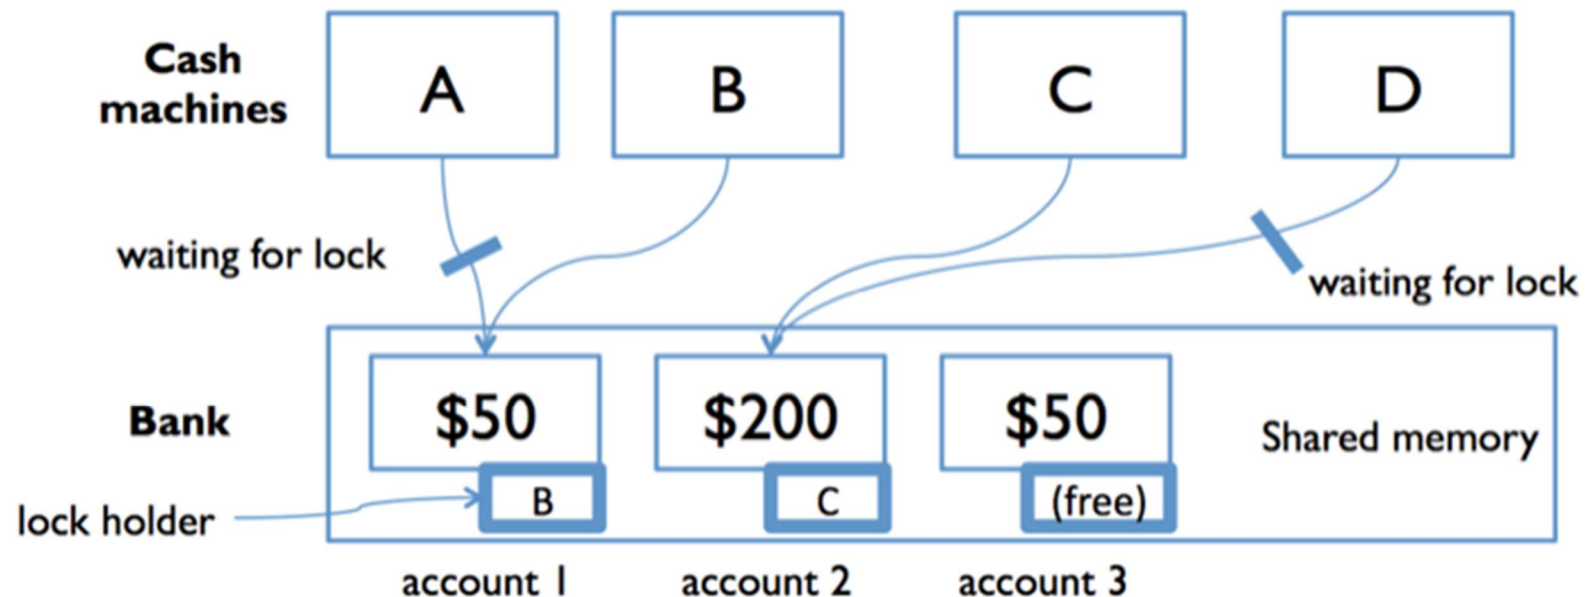 Cash
machines
A
B
C
D
waiting for lock
waiting for lock
Bank
$50
$200
$50
Shared memory
lock holder
B
C
(free)
account 1
account 2
account 3